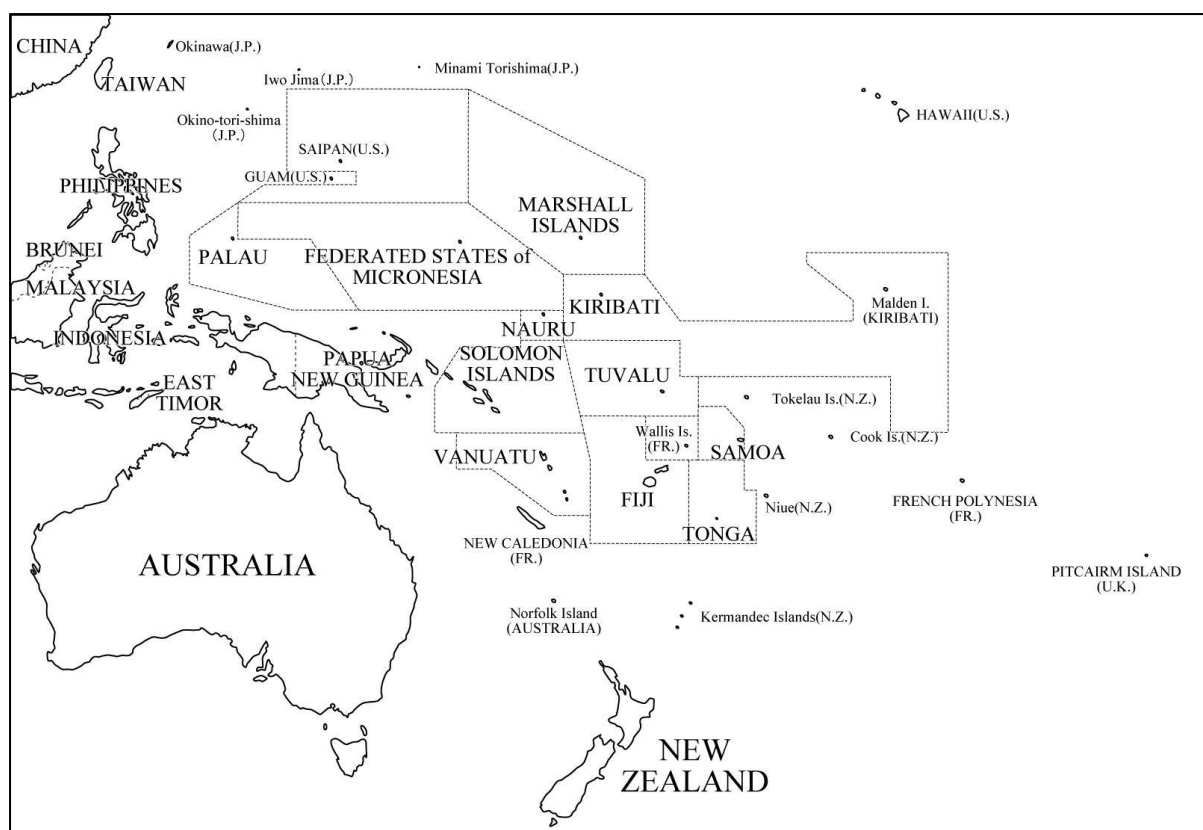 CHINA
Okinawa(J.P.)
TAIWAN
Iwo Jima(J.P.)
Minami Torishima(J.P.)
Okino-tori-shima
(J.P.)
HAWAII(U.S.)
SAIPAN(U.S.)
GUAM(U.S.)
PHILIPPINES
MARSHALL
ISLANDS
BRUNEI
PALAU
FEDERATED STATES of
MICRONESIA
MALAYSIA
KIRIBATI
Malden I.
(KIRIBATI)
NAURU
INDONESIA
PAPUA
NEW GUINEA
SOLOMON
ISLANDS
TUVALU
EAST
TIMOR
Tokelau Is.(N.Z.)
Wallis Is.
(FR.)
Cook Is.(N.Z.)
SAMOA
VANUATU
FIJI
FRENCH POLYNESIA
(FR.)
Niue(N.Z.)
TONGA
NEW CALEDONIA
(FR.)
AUSTRALIA
PITCAIRM ISLAND
(U.K.)
Norfolk Island
(AUSTRALIA)
Kermandec Islands(N.Z.)
NEW
ZEALAND